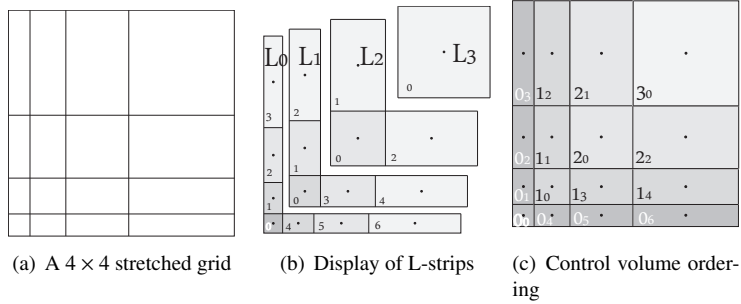 L0 L1 L2 L3
0
1
2
3
0 2
2 1
1 0 3 4
0 4 5 6
0₃ 1₂ 2₁ 3₀
0₂ 1₁ 2₀ 2₂
0₁ 1₀ 1₃ 1₄
0₀ 0₄ 0₅ 0₆
(a) A 4 × 4 stretched grid
(b) Display of L-strips
(c) Control volume order-
ing